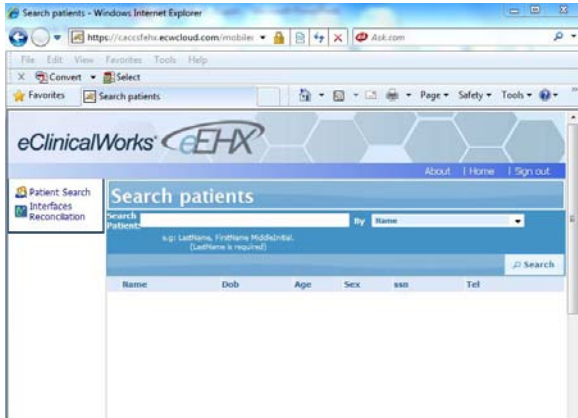 Search patients - Windows Internet Explorer
https://caccsfehx.ecwcloud.com/mobiler
Ask.com
File Edit View Favorites Tools Help
X Convert Select
Favorites Search patients Page Safety Tools
eClinicalWorks eEHX
About | Home | Sign out
Patient Search
Interfaces Reconcilation
Search patients
Search Patient: By Name
e.g: LastName, FirstName MiddleInitial.
(LastName is required)
Search
Name Dob Age Sex ssn Tel